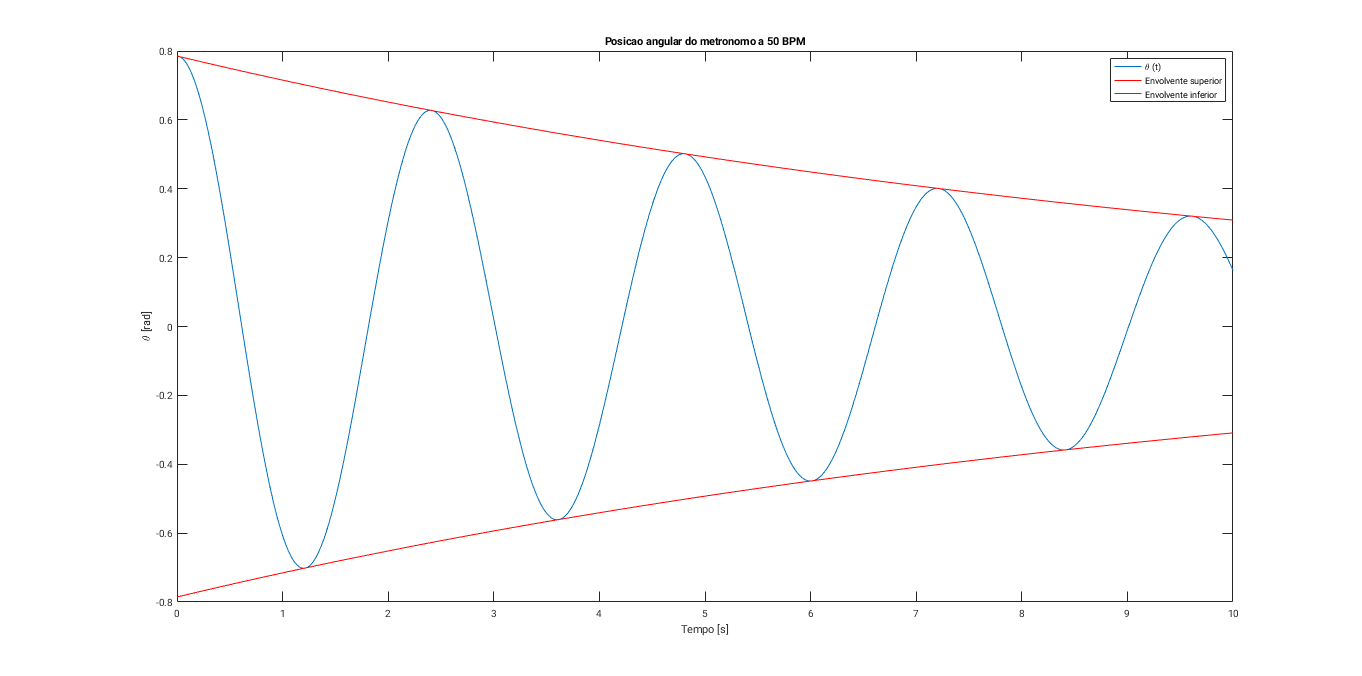 Posicao angular do metronomo a 50 BPM
θ (t)
Envolvente superior
Envolvente inferior
0.8
0.6
0.4
0.2
0
-0.2
-0.4
-0.6
-0.8
θ [rad]
0 1 2 3 4 5 6 7 8 9 10
Tempo [s]